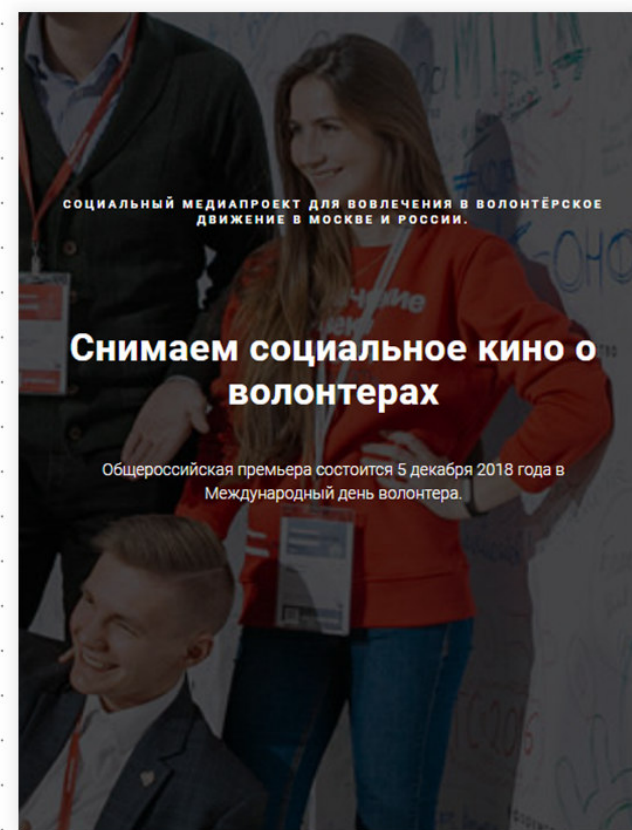 СОЦИАЛЬНЫЙ МЕДИАПРОЕКТ ДЛЯ ВОВЛЕЧЕНИЯ В ВОЛОНТЁРСКОЕ
ДВИЖЕНИЕ В МОСКВЕ И РОССИИ.
Снимаем социальное кино о
волонтерах
Общероссийская премьера состоится 5 декабря 2018 года в
Международный день волонтера.